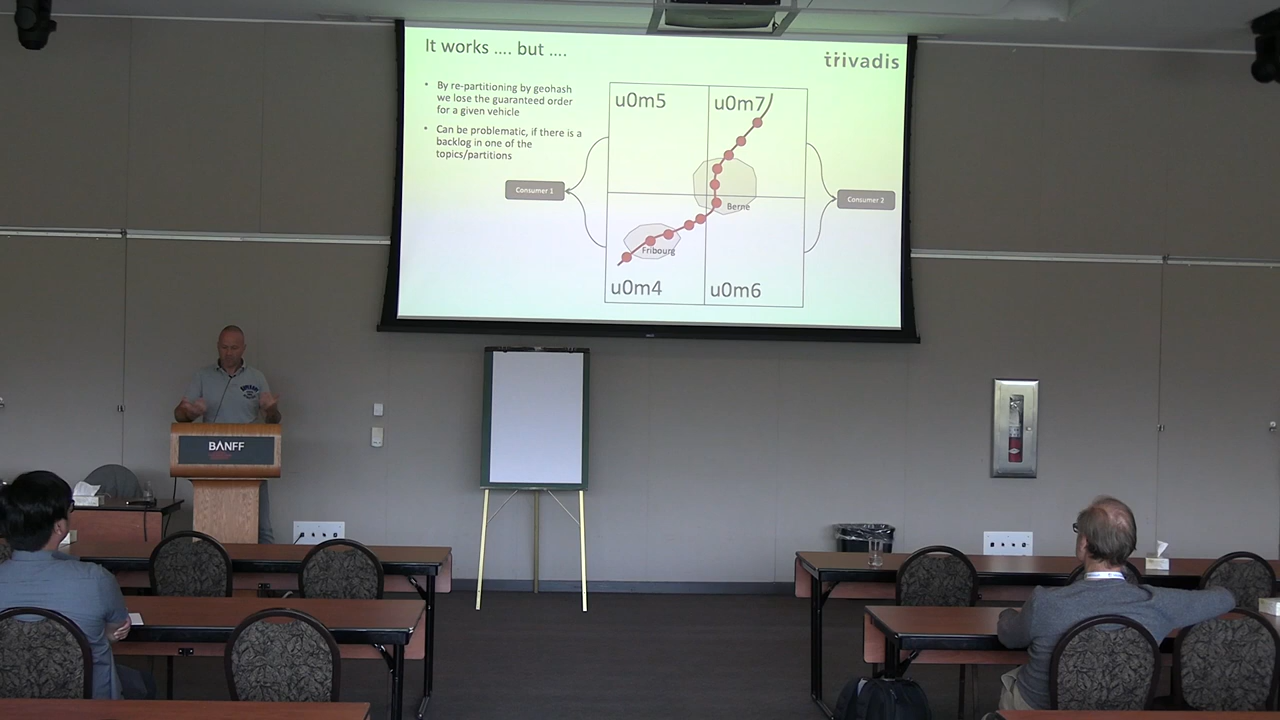 It works .... but ....
trivadis
• By re-partitioning by geohash
we lose the guaranteed order
for a given vehicle
• Can be problematic, if there is a
backlog in one of the
topics/partitions
u0m5
u0m7
Consumer 1
Consumer 2
Berne
Fribourg
u0m4
u0m6
BANFF